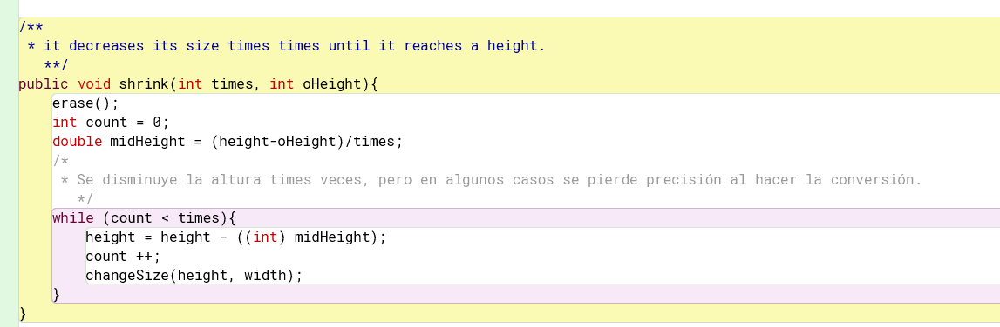 /**
 * it decreases its size times times until it reaches a height.
   **/
public void shrink(int times, int oHeight){
    erase();
    int count = 0;
    double midHeight = (height-oHeight)/times;
    /*
     * Se disminuye la altura times veces, pero en algunos casos se pierde precisión al hacer la conversión.
       */
    while (count < times){
        height = height - ((int) midHeight);
        count ++;
        changeSize(height, width);
    }
}